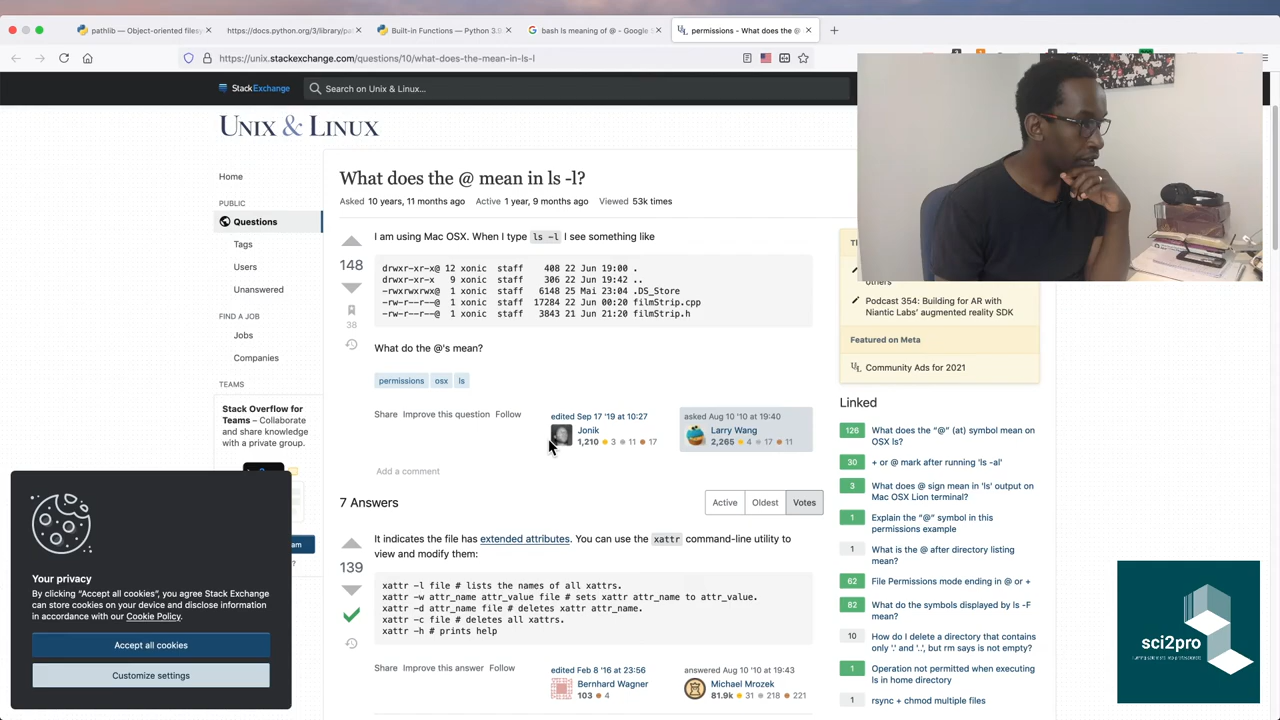 pathlib — Object-oriented filesy
https://docs.python.org/3/library/pa
Built-in Functions — Python 3.9
bash ls meaning of @ - Google S
permissions - What does the @
https://unix.stackexchange.com/questions/10/what-does-the-mean-in-ls-l
StackExchange
Search on Unix & Linux...
UNIX & LINUX
Home
PUBLIC
Questions
Tags
Users
Unanswered
FIND A JOB
Jobs
Companies
TEAMS
Stack Overflow for
Teams – Collaborate
and share knowledge
with a private group.
What does the @ mean in ls -l?
Asked 10 years, 11 months ago Active 1 year, 9 months ago Viewed 53k times
148
38
I am using Mac OSX. When I type ls -l I see something like
drwxr-xr-x@ 12 xonic staff 408 22 Jun 19:00 .
drwxr-xr-x 9 xonic staff 306 22 Jun 19:42 ..
-rwxrwxrwx@ 1 xonic staff 6148 25 Mai 23:04 .DS_Store
-rw-r--r--@ 1 xonic staff 17284 22 Jun 00:20 filmStrip.cpp
-rw-r--r--@ 1 xonic staff 3843 21 Jun 21:20 filmStrip.h
What do the @'s mean?
permissions osx ls
Share Improve this question Follow
edited Sep 17 '19 at 10:27
Jonik
1,210 3 11 17
asked Aug 10 '10 at 19:40
Larry Wang
2,265 4 17 11
Add a comment
7 Answers
Active Oldest Votes
139
It indicates the file has extended attributes. You can use the xattr command-line utility to
view and modify them:
xattr -l file # lists the names of all xattrs.
xattr -w attr_name attr_value file # sets xattr attr_name to attr_value.
xattr -d attr_name file # deletes xattr attr_name.
xattr -c file # deletes all xattrs.
xattr -h # prints help
Share Improve this answer Follow
edited Feb 8 '16 at 23:56
Bernhard Wagner
103 4
answered Aug 10 '10 at 19:43
Michael Mrozek
81.9k 31 218 221
others
Podcast 354: Building for AR with
Niantic Labs' augmented reality SDK
Featured on Meta
Community Ads for 2021
Linked
126 What does the "@" (at) symbol mean on
OSX ls?
30 + or @ mark after running 'ls -al'
3 What does @ sign mean in 'ls' output on
Mac OSX Lion terminal?
1 Explain the "@" symbol in this
permissions example
1 What is the @ after directory listing
mean?
62 File Permissions mode ending in @ or +
82 What do the symbols displayed by ls -F
mean?
10 How do I delete a directory that contains
only '.' and '..', but rm says is not empty?
1 Operation not permitted when executing
ls in home directory
1 rsync + chmod multiple files
Your privacy
By clicking "Accept all cookies", you agree Stack Exchange
can store cookies on your device and disclose information
in accordance with our Cookie Policy.
Accept all cookies
Customize settings
sci2pro